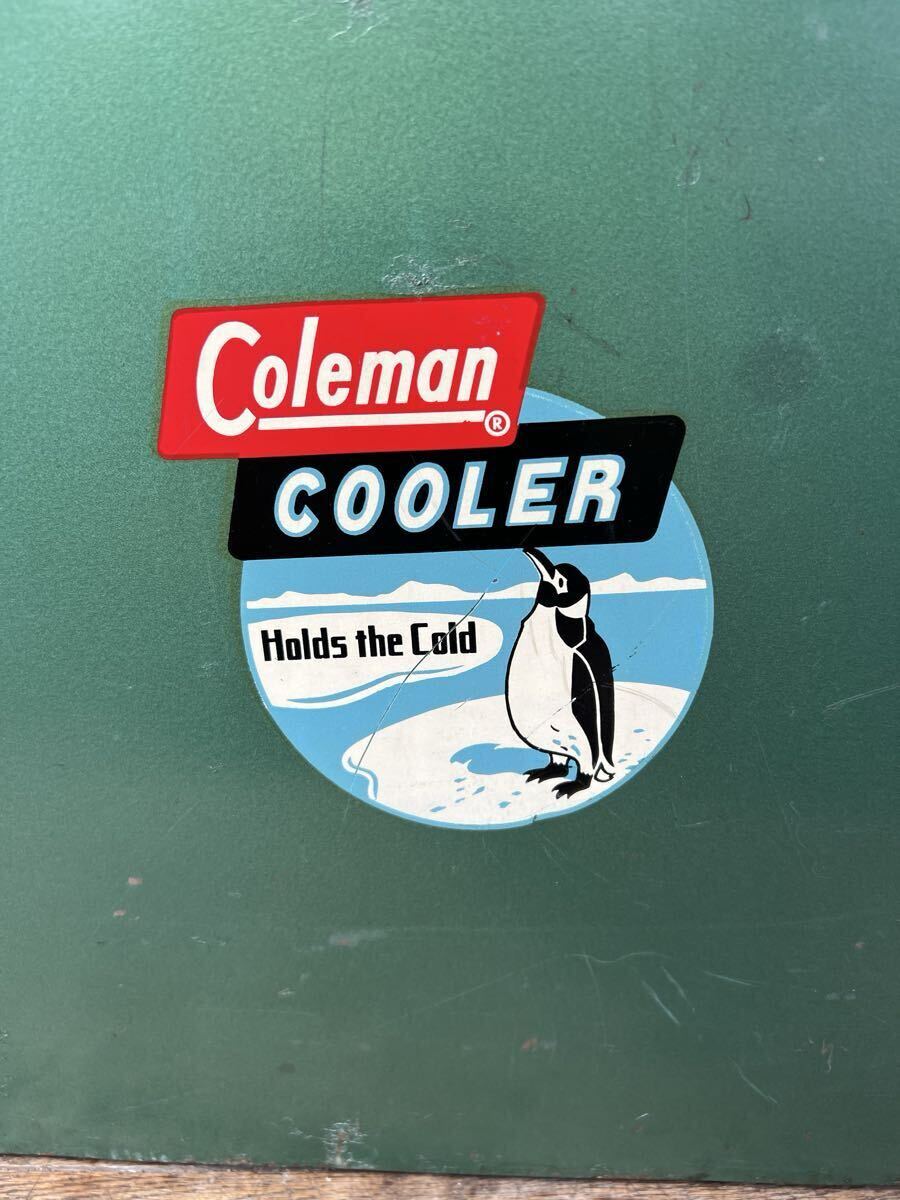 Coleman
®
COOLER
Holds the Cold